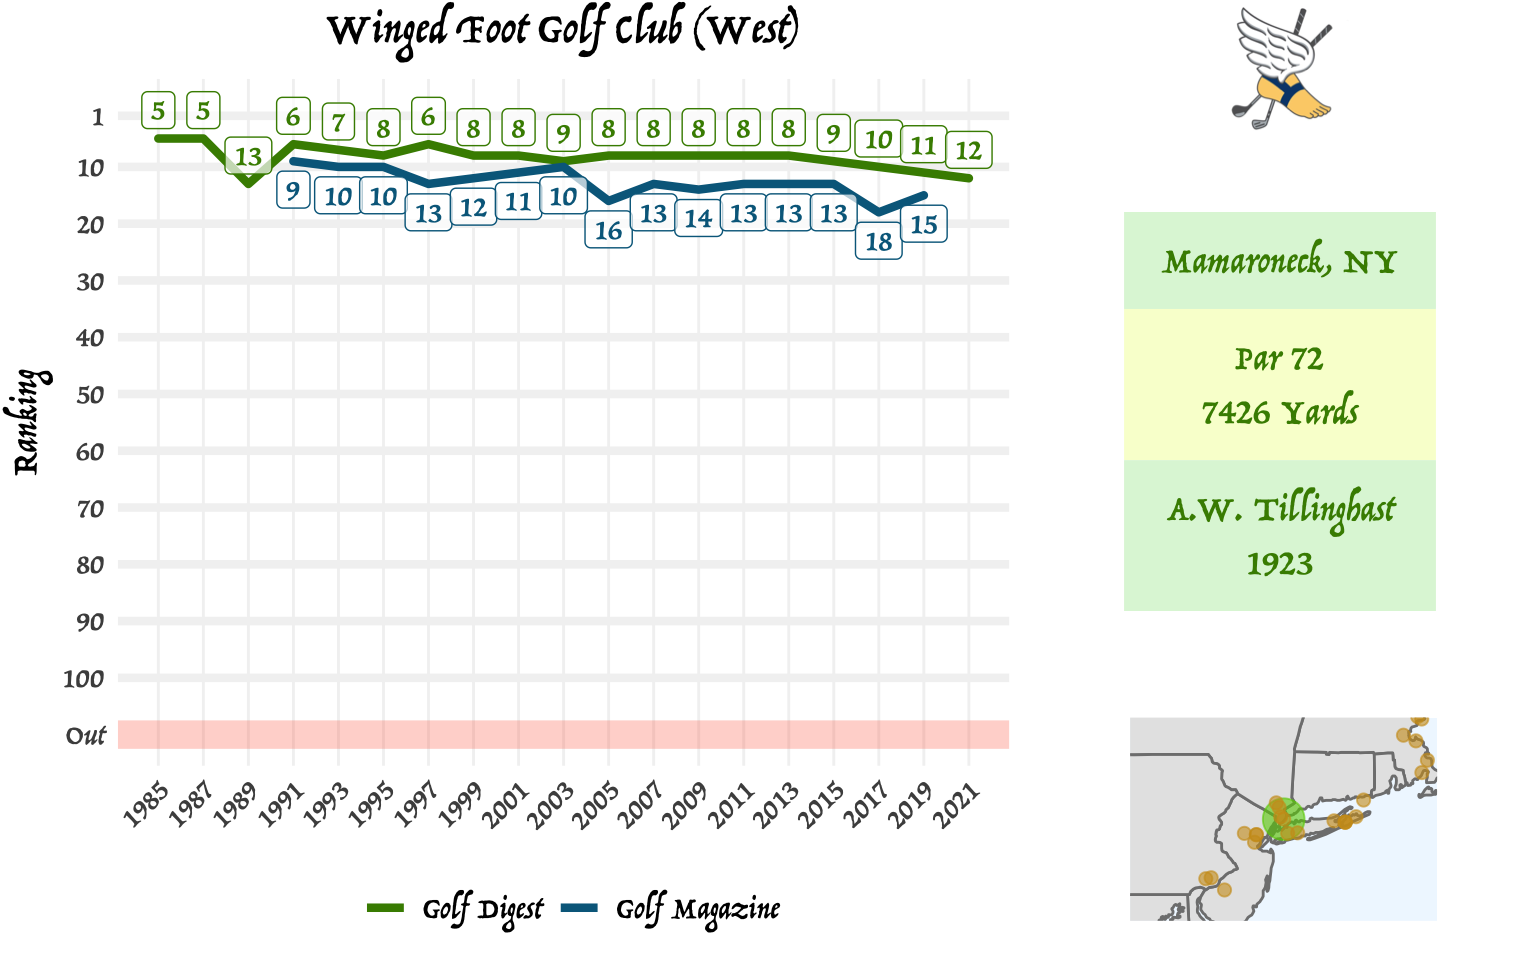 Winged Foot Golf Club (West)
5 5 13 6 7 8 6 8 8 9 8 8 8 8 8 9 10 11 12
9 10 10 13 12 11 10 16 13 14 13 13 13 18 15
Ranking
1
10
20
30
40
50
60
70
80
90
100
Out
1985 1987 1989 1991 1993 1995 1997 1999 2001 2003 2005 2007 2009 2011 2013 2015 2017 2019 2021
Golf Digest Golf Magazine
Mamaroneck, NY
Par 72
7426 Yards
A.W. Tillinghast
1923